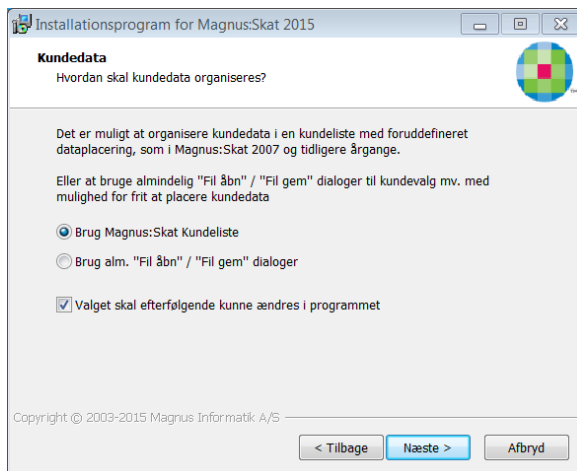 Installationsprogram for Magnus:Skat 2015
Kundedata
Hvordan skal kundedata organiseres?
TM
Det er muligt at organisere kundedata i en kundeliste med foruddefineret
dataplacering, som i Magnus:Skat 2007 og tidligere årgange.
Eller at bruge almindelig "Fil åbn" / "Fil gem" dialoger til kundevalg mv. med
mulighed for frit at placere kundedata
Brug Magnus:Skat Kundeliste
Brug alm. "Fil åbn" / "Fil gem" dialoger
Valget skal efterfølgende kunne ændres i programmet
Copyright © 2003-2015 Magnus Informatik A/S
< Tilbage
Næste >
Afbryd